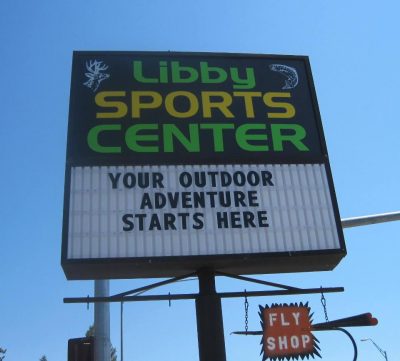 Libby
SPORTS
CENTER
YOUR OUTDOOR
ADVENTURE
STARTS HERE
FLY
SHOP